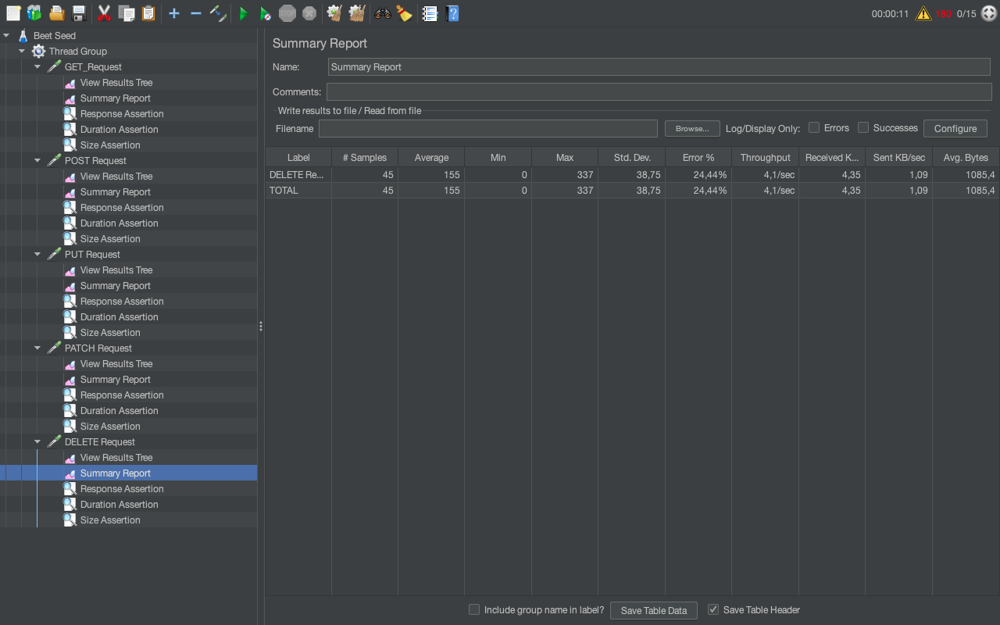 STOP
00:00:11
180
0/15
Beet Seed
Thread Group
GET_Request
View Results Tree
Summary Report
Response Assertion
Duration Assertion
Size Assertion
POST Request
View Results Tree
Summary Report
Response Assertion
Duration Assertion
Size Assertion
PUT Request
View Results Tree
Summary Report
Response Assertion
Duration Assertion
Size Assertion
PATCH Request
View Results Tree
Summary Report
Response Assertion
Duration Assertion
Size Assertion
DELETE Request
View Results Tree
Summary Report
Response Assertion
Duration Assertion
Size Assertion
Summary Report
Name: Summary Report
Comments:
Write results to file / Read from file
Filename Browse... Log/Display Only: Errors Successes Configure
Label # Samples Average Min Max Std. Dev. Error % Throughput Received K... Sent KB/sec Avg. Bytes
DELETE Re... 45 155 0 337 38,75 24,44% 4,1/sec 4,35 1,09 1085,4
TOTAL 45 155 0 337 38,75 24,44% 4,1/sec 4,35 1,09 1085,4
Include group name in label? Save Table Data Save Table Header